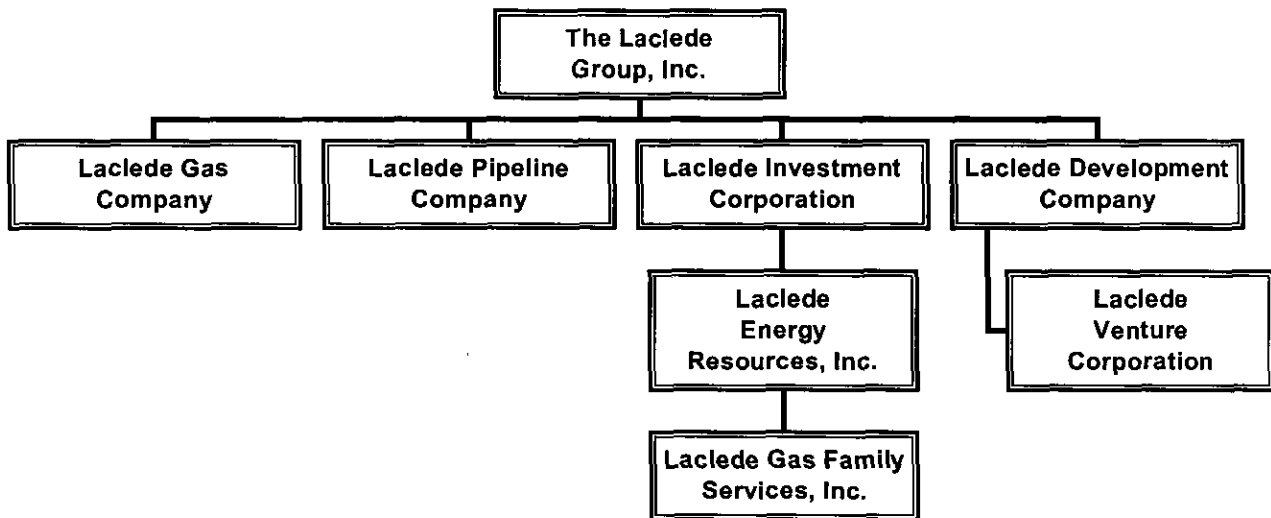 The Laclede
Group, Inc.
Laclede Gas
Company
Laclede Pipeline
Company
Laclede Investment
Corporation
Laclede Development
Company
Laclede
Energy
Resources, Inc.
Laclede
Venture
Corporation
Laclede Gas Family
Services, Inc.